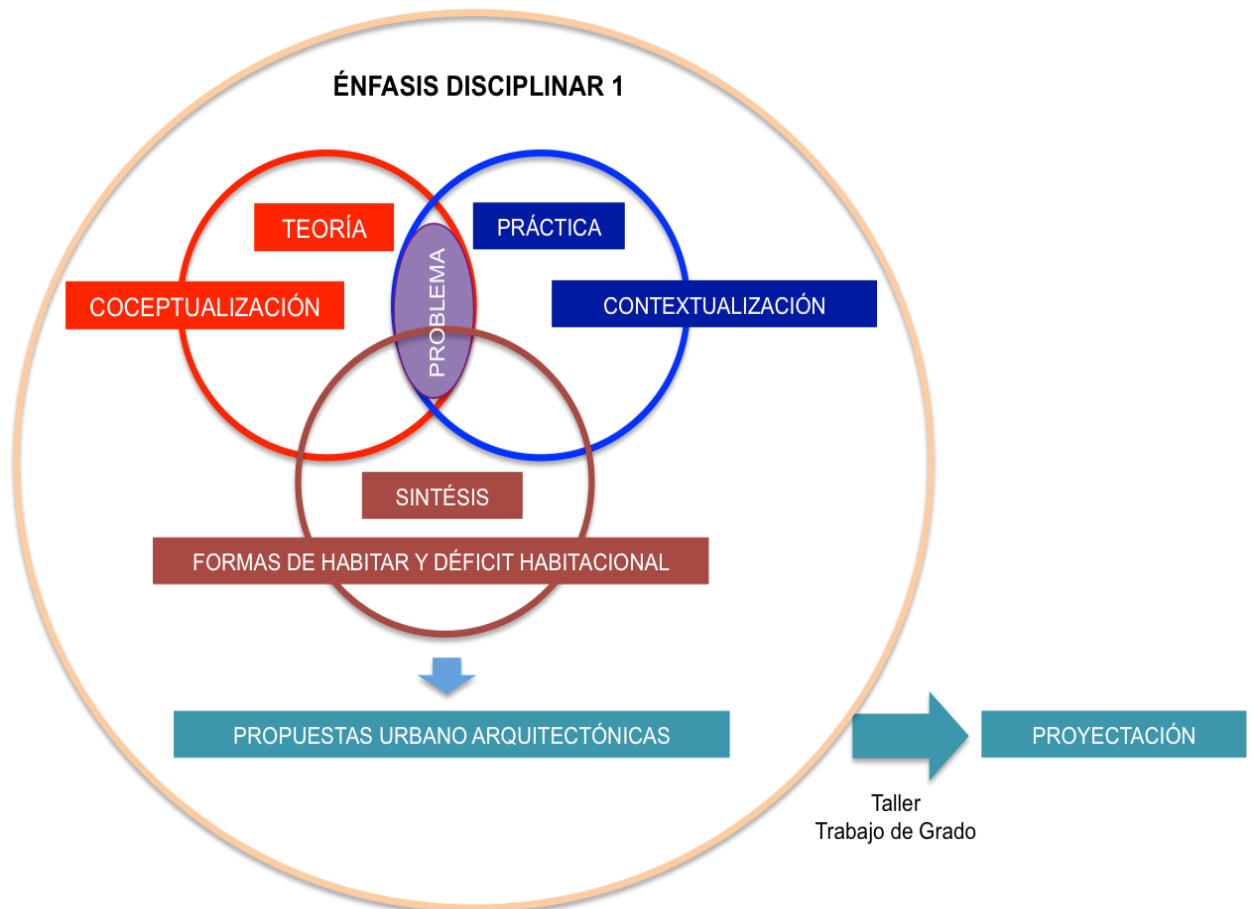 ÉNFASIS DISCIPLINAR 1
TEORÍA
PRÁCTICA
COCEPTUALIZACIÓN
PROBLEMA
CONTEXTUALIZACIÓN
SINTÉSIS
FORMAS DE HABITAR Y DÉFICIT HABITACIONAL
PROPUESTAS URBANO ARQUITECTÓNICAS
PROYECTACIÓN
Taller
Trabajo de Grado